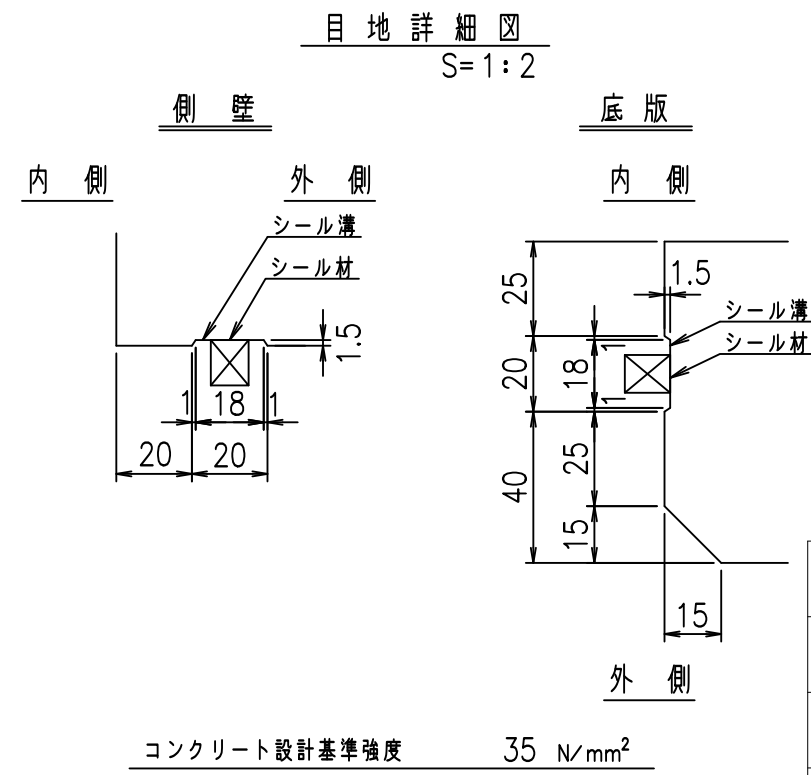 目地詳細図
S=1:2
側壁
内側
外側
シール溝
シール材
1.5
1
18
1
20
20
底版
内側
25
1.5
シール溝
シール材
20
1
18
1
40
25
15
15
外側
コンクリート設計基準強度 35 N/mm²